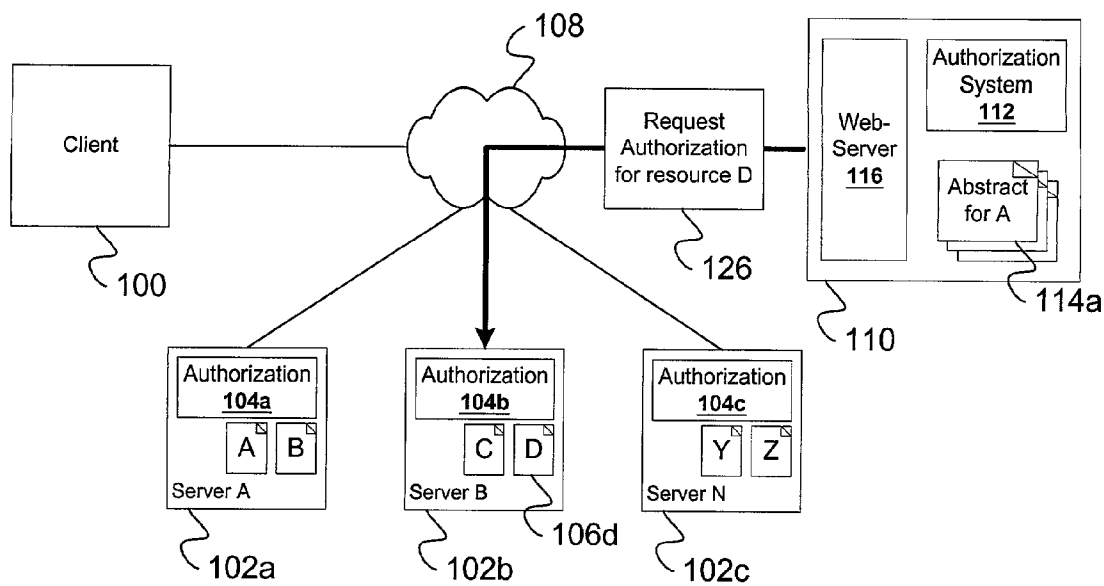 108
Client
Request
Authorization
for resource D
Web-
Server
116
Authorization
System
112
Abstract
for A
100
126
114a
110
Authorization
104a
A B
Server A
Authorization
104b
C D
Server B
Authorization
104c
Y Z
Server N
106d
102a
102b
102c